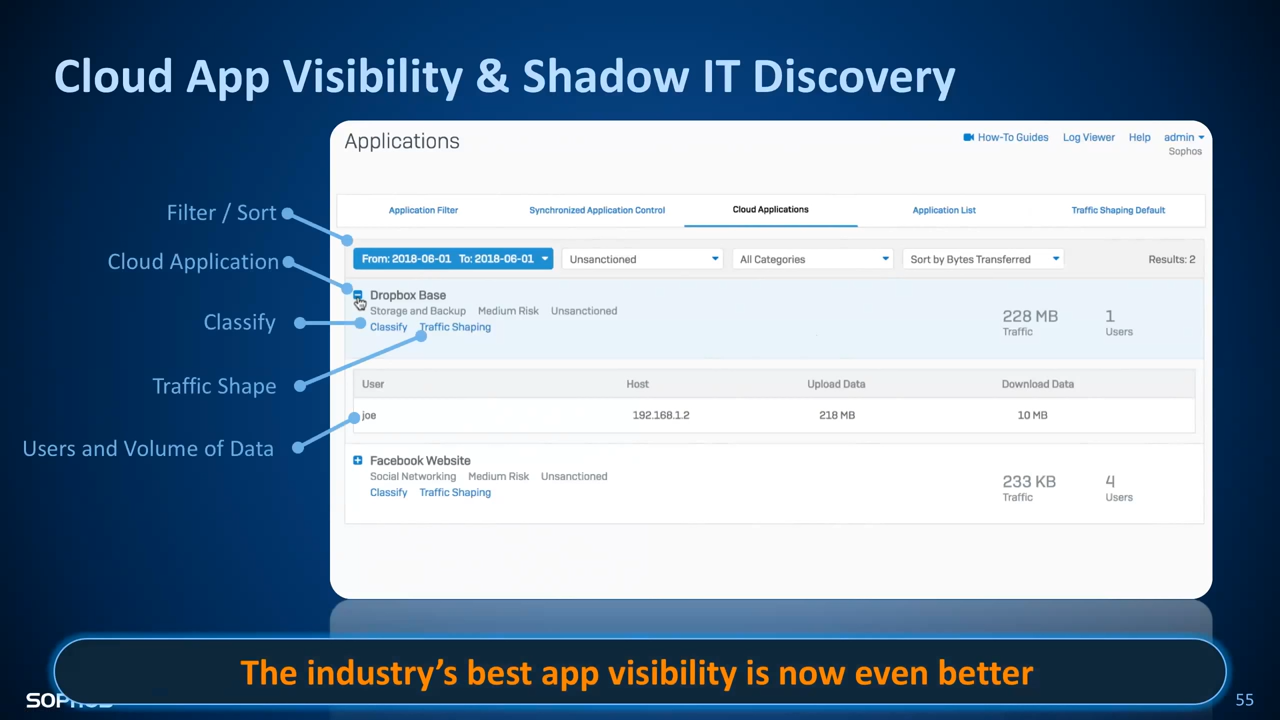 Cloud App Visibility & Shadow IT Discovery
Applications
How-To Guides Log Viewer Help admin
Sophos
Application Filter Synchronized Application Control Cloud Applications Application List Traffic Shaping Default
Filter / Sort
From: 2018-06-01 To: 2018-06-01 Unsanctioned All Categories Sort by Bytes Transferred Results: 2
Cloud Application
Dropbox Base
Storage and Backup Medium Risk Unsanctioned
Classify Traffic Shaping
228 MB 1
Traffic Users
Classify
Traffic Shape
User Host Upload Data Download Data
joe 192.168.1.2 218 MB 10 MB
Users and Volume of Data
Facebook Website
Social Networking Medium Risk Unsanctioned
Classify Traffic Shaping
233 KB 4
Traffic Users
The industry’s best app visibility is now even better
SOPHOS
55